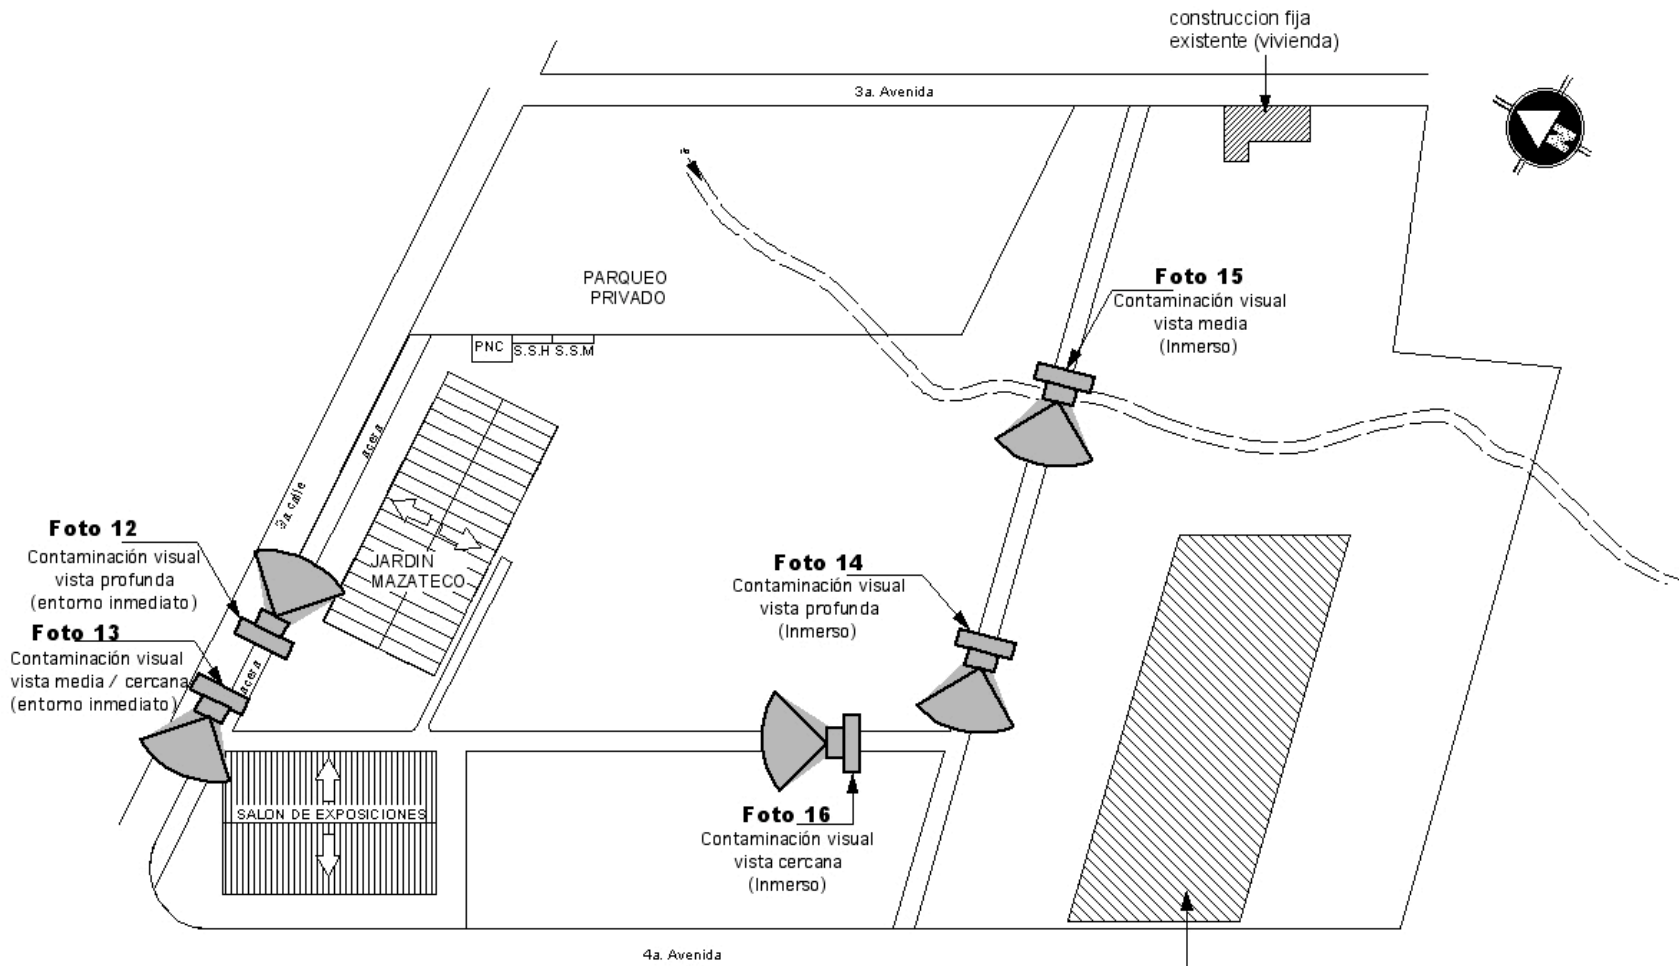 construccion fija
existente (vivienda)
3a. Avenida
N
PARQUEO
PRIVADO
Foto 15
Contaminación visual
vista media
(Inmerso)
PNC
S.S.H
S.S.M
acera
9a calle
Foto 12
Contaminación visual
vista profunda
(entorno inmediato)
JARDIN
MAZATECO
Foto 14
Contaminación visual
vista profunda
(Inmerso)
Foto 13
Contaminación visual
vista media / cercana
(entorno inmediato)
acera
SALON DE EXPOSICIONES
Foto 16
Contaminación visual
vista cercana
(Inmerso)
4a. Avenida